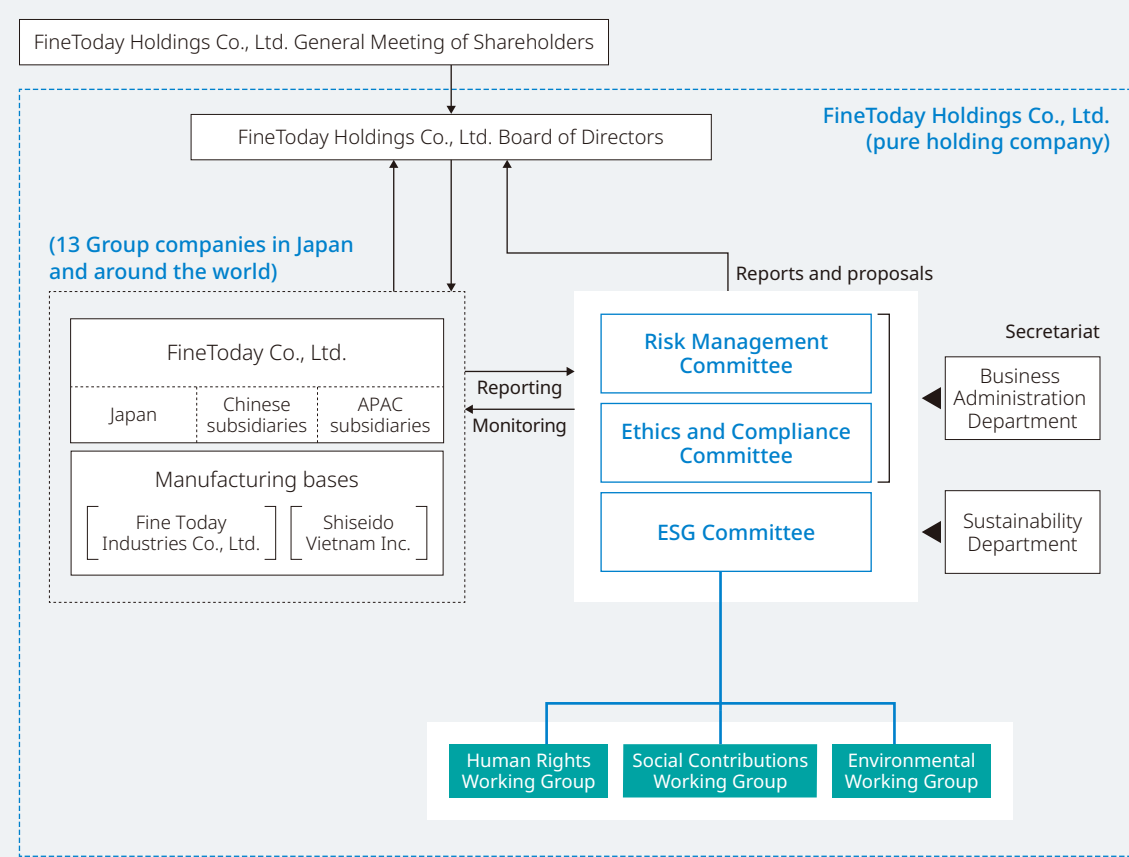 FineToday Holdings Co., Ltd. General Meeting of Shareholders
FineToday Holdings Co., Ltd.
(pure holding company)
FineToday Holdings Co., Ltd. Board of Directors
(13 Group companies in Japan
and around the world)
Reports and proposals
FineToday Co., Ltd.
Japan
Chinese
subsidiaries
APAC
subsidiaries
Manufacturing bases
Fine Today
Industries Co., Ltd.
Shiseido
Vietnam Inc.
Reporting
Monitoring
Risk Management
Committee
Ethics and Compliance
Committee
ESG Committee
Secretariat
Business
Administration
Department
Sustainability
Department
Human Rights
Working Group
Social Contributions
Working Group
Environmental
Working Group